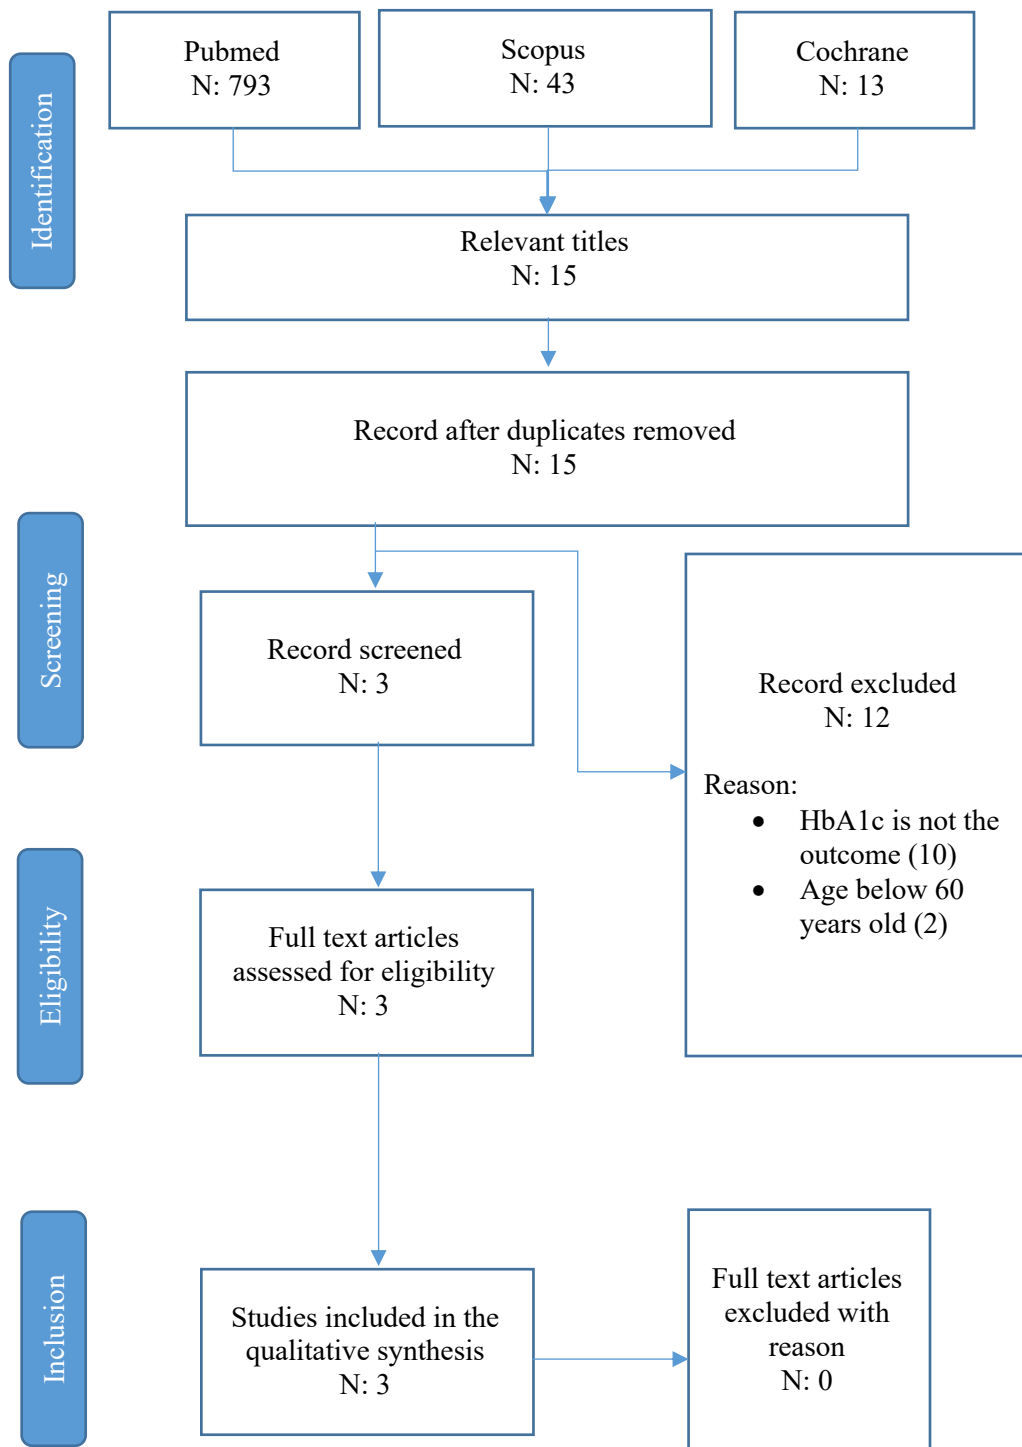 Identification
Pubmed
N: 793
Scopus
N: 43
Cochrane
N: 13
Relevant titles
N: 15
Record after duplicates removed
N: 15
Screening
Record screened
N: 3
Record excluded
N: 12
Reason:
• HbA1c is not the
outcome (10)
• Age below 60
years old (2)
Eligibility
Full text articles
assessed for eligibility
N: 3
Inclusion
Studies included in the
qualitative synthesis
N: 3
Full text articles
excluded with
reason
N: 0